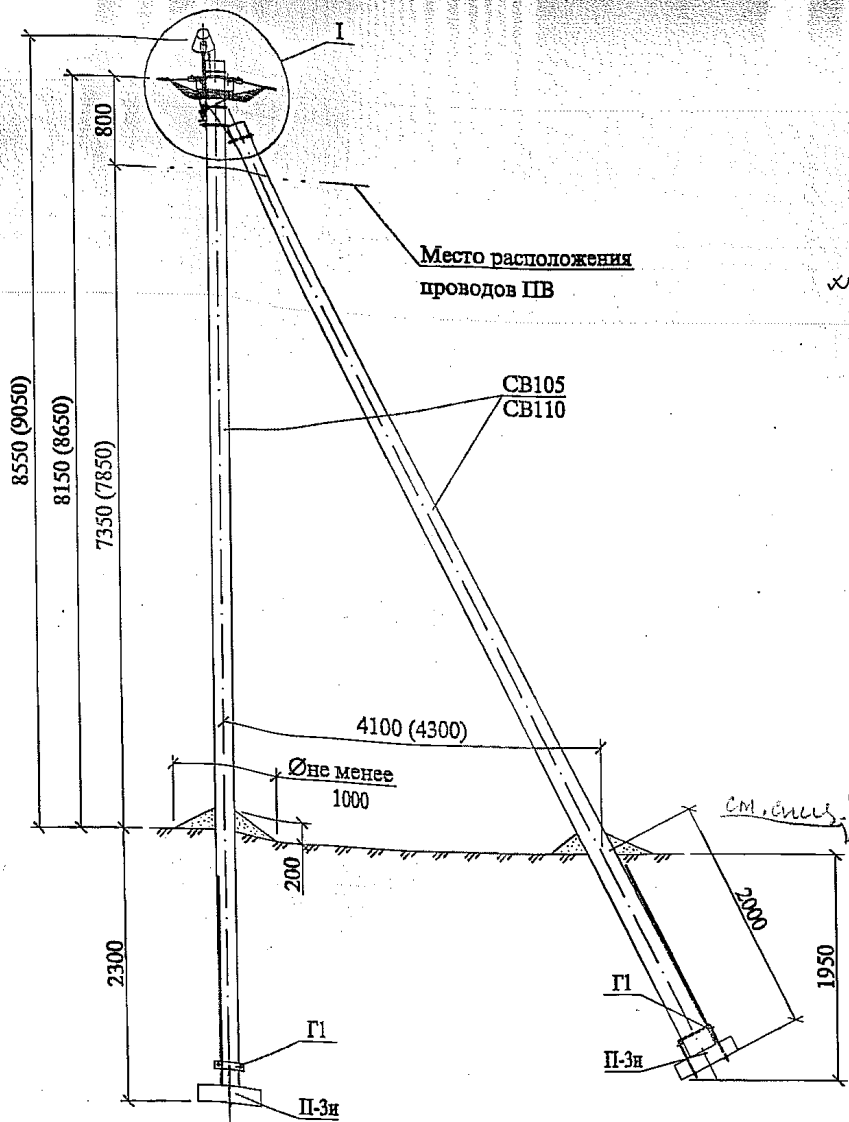 I
800
Место расположения
проводов ПВ
СВ105
СВ110
8550 (9050)
8150 (8650)
7350 (7850)
4100 (4300)
Øне менее
1000
200
2300
2000
1950
Г1
П-3и
Г1
П-3и